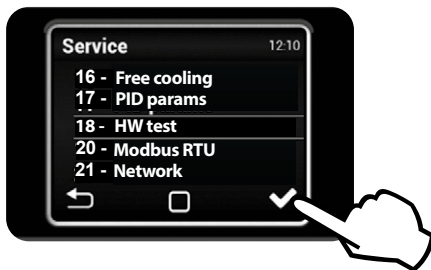 Service 12:10
16 - Free cooling
17 - PID params
18 - HW test
20 - Modbus RTU
21 - Network